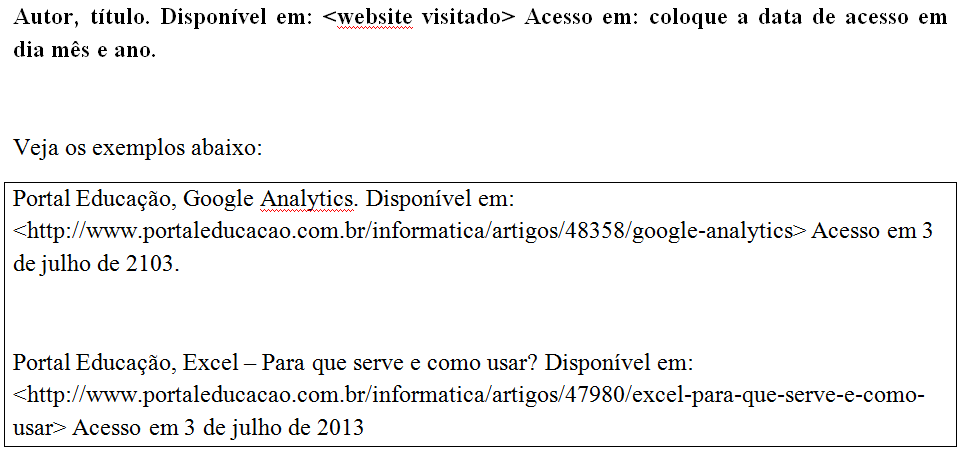 Autor, título. Disponível em: <website visitado> Acesso em: coloque a data de acesso em
dia mês e ano.
Veja os exemplos abaixo:
Portal Educação, Google Analytics. Disponível em:
<http://www.portaleducacao.com.br/informatica/artigos/48358/google-analytics> Acesso em 3
de julho de 2103.
Portal Educação, Excel – Para que serve e como usar? Disponível em:
<http://www.portaleducacao.com.br/informatica/artigos/47980/excel-para-que-serve-e-como-
usar> Acesso em 3 de julho de 2013